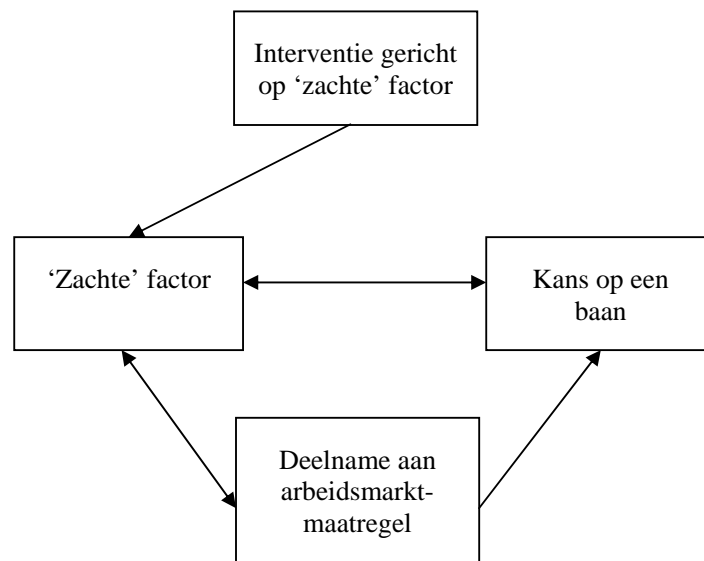 Interventie gericht
op ‘zachte’ factor
‘Zachte’ factor
Kans op een
baan
Deelname aan
arbeidsmarkt-
maatregel